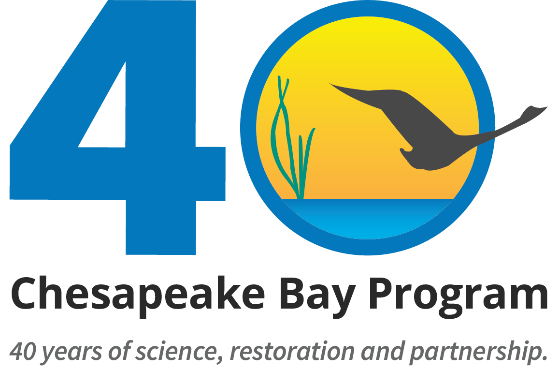 40
Chesapeake Bay Program
40 years of science, restoration and partnership.